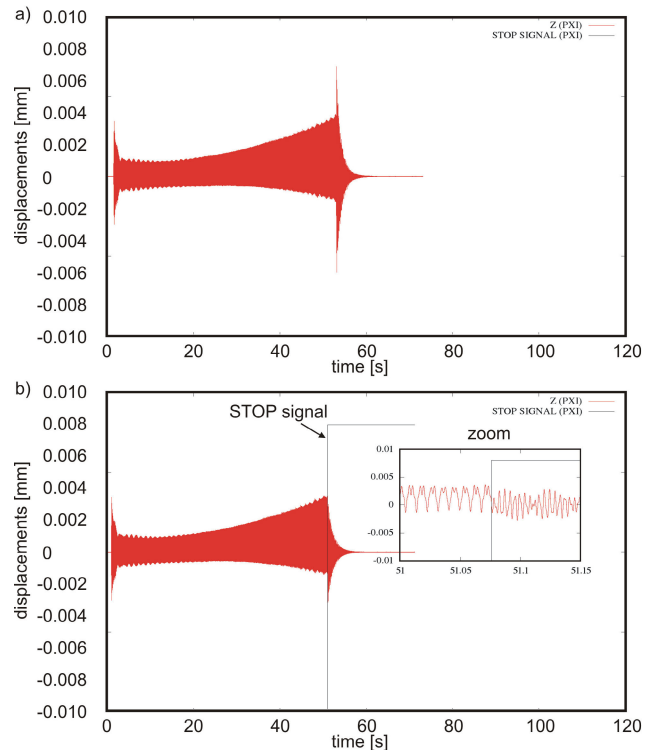 a)
0.010
0.008
0.006
0.004
0.002
0
-0.002
-0.004
-0.006
-0.008
-0.010
displacements [mm]
Z (PXI)
STOP SIGNAL (PXI)
0 20 40 60 80 100 120
time [s]
b)
0.010
0.008
0.006
0.004
0.002
0
-0.002
-0.004
-0.006
-0.008
-0.010
displacements [mm]
Z (PXI)
STOP SIGNAL (PXI)
STOP signal
zoom
0.01
0.005
0
-0.005
-0.01
51 51.05 51.1 51.15
0 20 40 60 80 100 120
time [s]